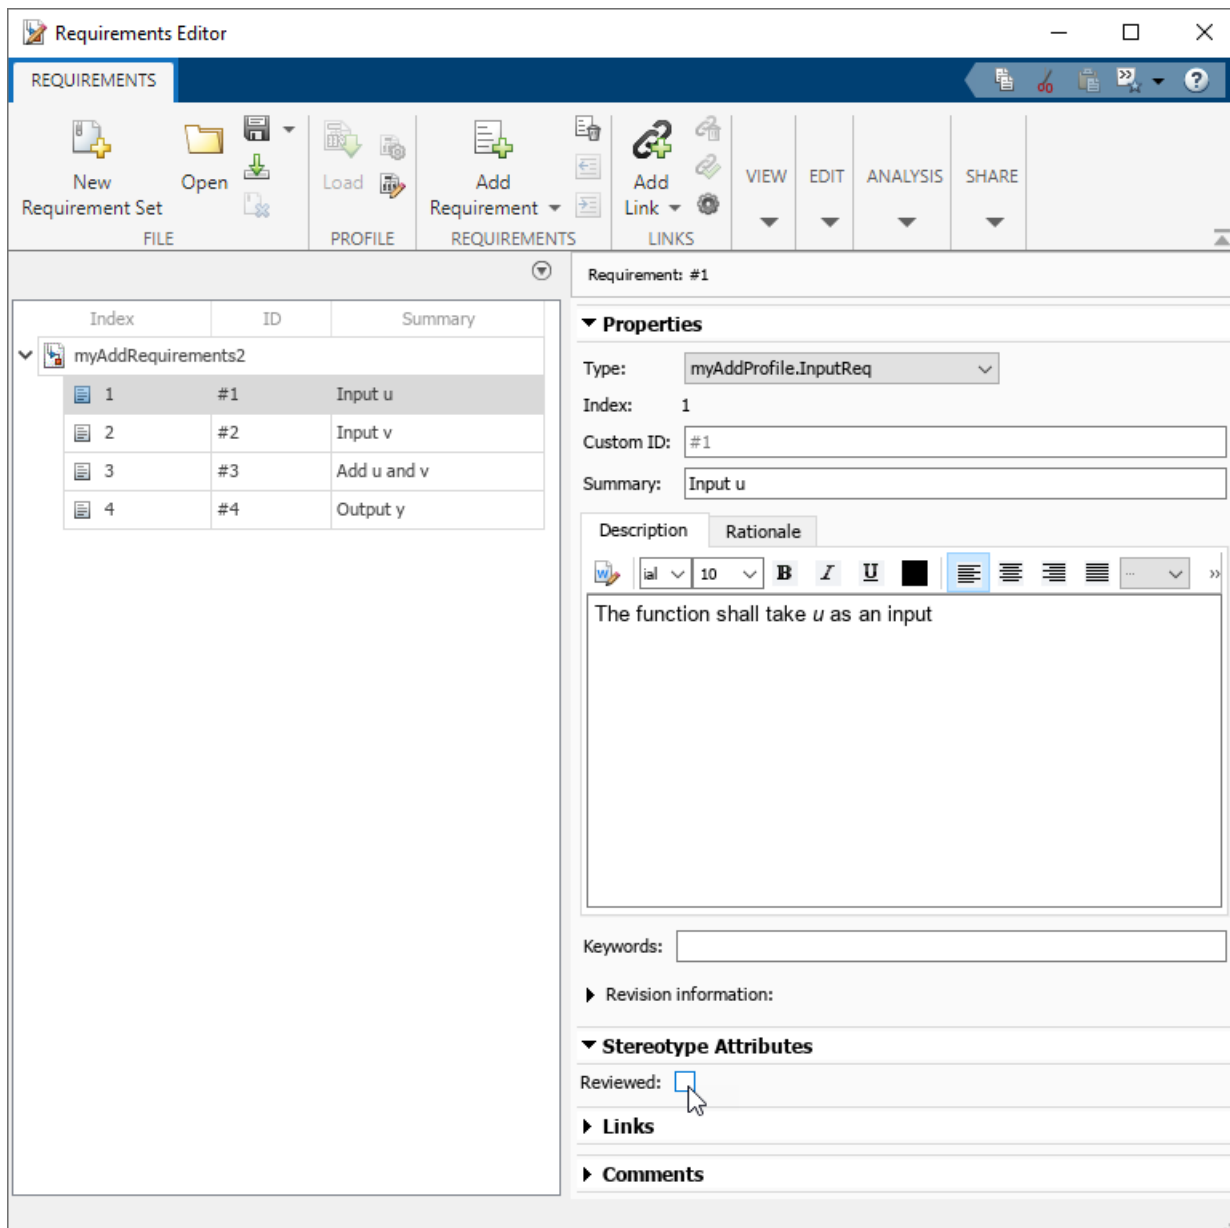 Requirements Editor
REQUIREMENTS
New
Requirement Set
Open
FILE
Load
PROFILE
Add
Requirement
REQUIREMENTS
Add
Link
LINKS
VIEW
EDIT
ANALYSIS
SHARE
Index ID Summary
myAddRequirements2
1 #1 Input u
2 #2 Input v
3 #3 Add u and v
4 #4 Output y
Requirement: #1
Properties
Type: myAddProfile.InputReq
Index: 1
Custom ID: #1
Summary: Input u
Description Rationale
ial 10 B I U ...
The function shall take u as an input
Keywords:
Revision information:
Stereotype Attributes
Reviewed:
Links
Comments